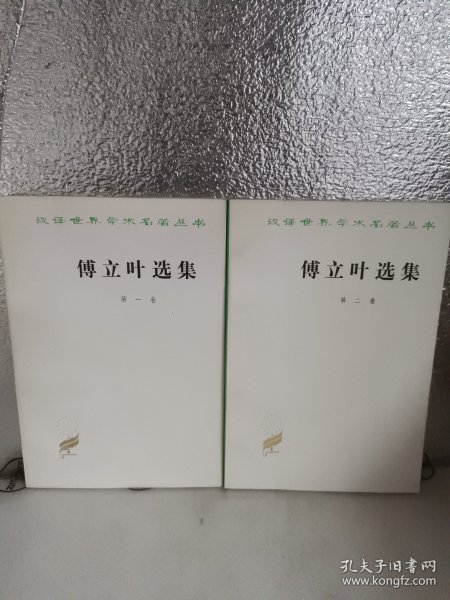 汉译世界学术名著丛书
傅立叶选集
第一卷
汉译世界学术名著丛书
傅立叶选集
第二卷
孔夫子旧书网
www.kongfz.com